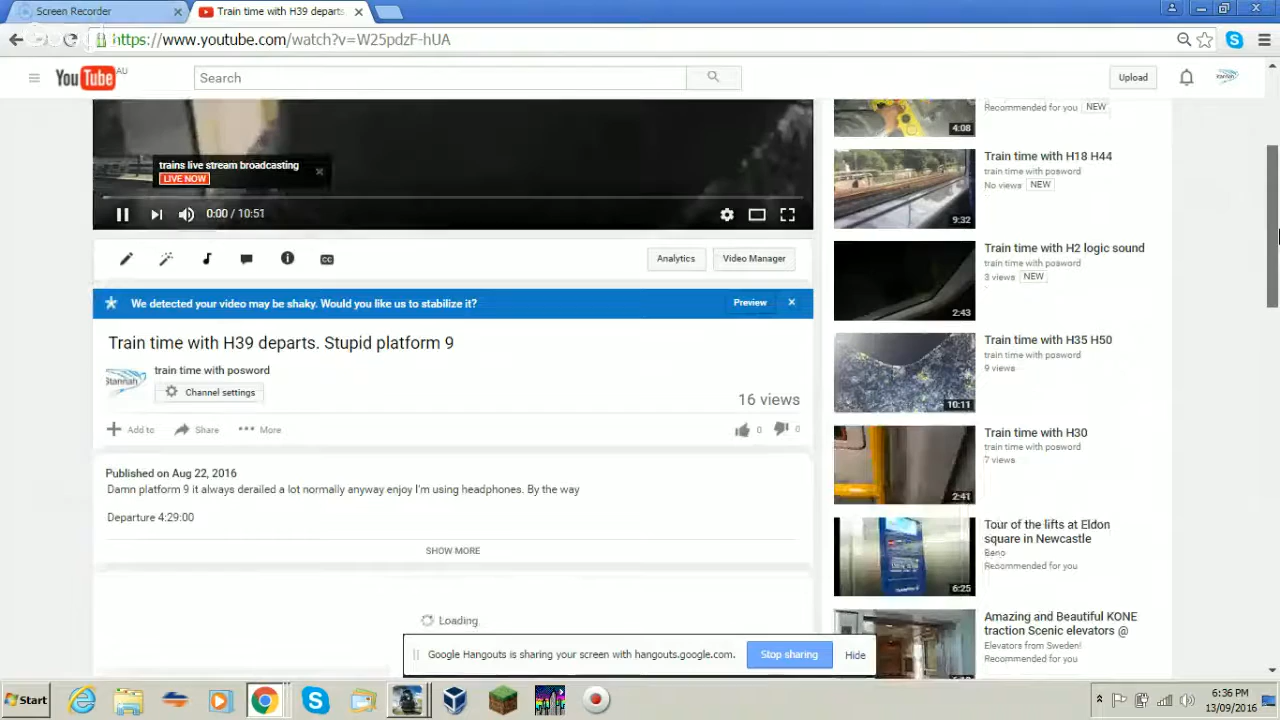 Screen Recorder
Train time with H39 departs.
https://www.youtube.com/watch?v=W25pdzF-hUA
YouTube AU
Search
Upload
Stannah
trains live stream broadcasting
LIVE NOW
0:00 / 10:51
Analytics
Video Manager
We detected your video may be shaky. Would you like us to stabilize it?
Preview
Train time with H39 departs. Stupid platform 9
Stannah
train time with posword
Channel settings
16 views
Add to
Share
More
0
0
Published on Aug 22, 2016
Damn platform 9 it always derailed a lot normally anyway enjoy I'm using headphones. By the way
Departure 4:29:00
SHOW MORE
Loading
Recommended for you NEW
4:08
Train time with H18 H44
train time with posword
No views NEW
9:32
Train time with H2 logic sound
train time with posword
3 views NEW
2:43
Train time with H35 H50
train time with posword
9 views
10:11
Train time with H30
train time with posword
7 views
2:41
Tour of the lifts at Eldon
square in Newcastle
Beno
Recommended for you
6:25
Amazing and Beautiful KONE
traction Scenic elevators @
Elevators from Sweden!
Recommended for you
Google Hangouts is sharing your screen with hangouts.google.com.
Stop sharing
Hide
Start
6:36 PM
13/09/2016